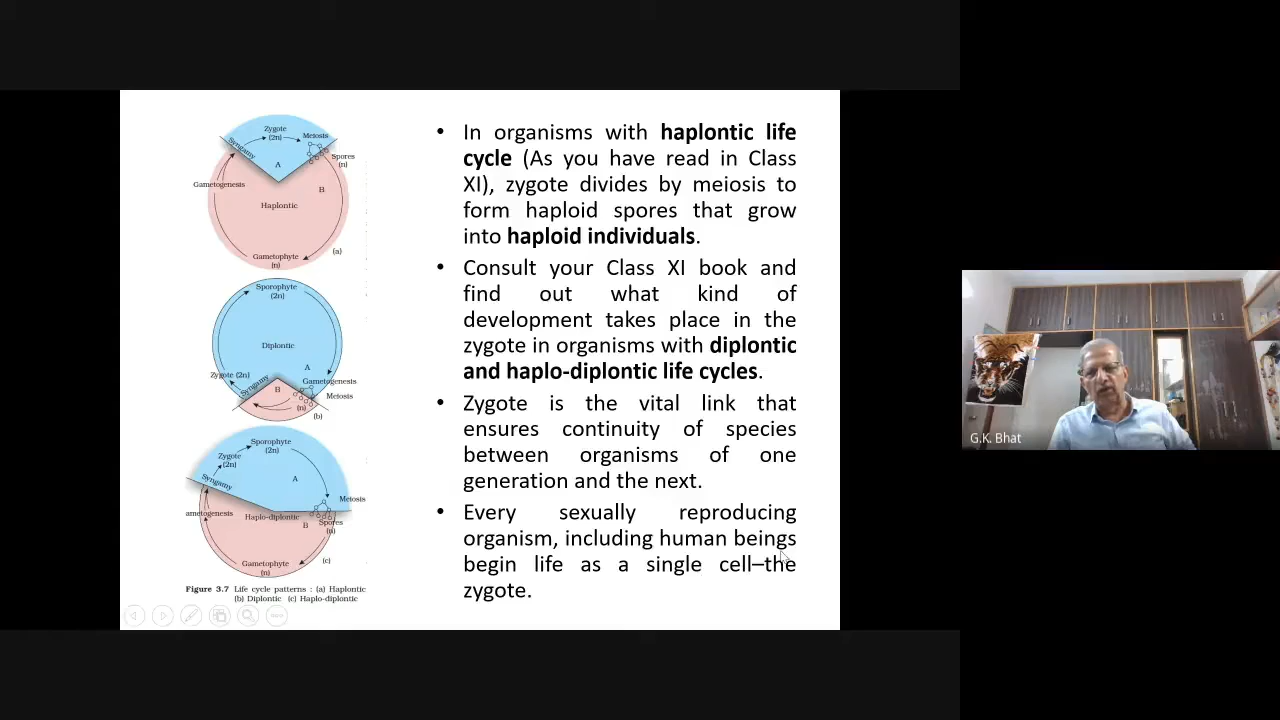 Zygote
(2n)
Meiosis
Syngamy
Spores
(n)
A
Gametogenesis
B
Haplontic
(a)
Gametophyte
(n)
Sporophyte
(2n)
Diplontic
A
Zygote (2n)
Syngamy
Gametogenesis
B
Meiosis
(n)
(b)
Sporophyte
(2n)
Zygote
(2n)
A
Syngamy
Meiosis
ametogenesis
Haplo-diplontic
B
Spores
(n)
(c)
Gametophyte
(n)
Figure 3.7 Life cycle patterns : (a) Haplontic
(b) Diplontic (c) Haplo-diplontic
• In organisms with haplontic life
cycle (As you have read in Class
XI), zygote divides by meiosis to
form haploid spores that grow
into haploid individuals.
• Consult your Class XI book and
find out what kind of
development takes place in the
zygote in organisms with diplontic
and haplo-diplontic life cycles.
• Zygote is the vital link that
ensures continuity of species
between organisms of one
generation and the next.
• Every sexually reproducing
organism, including human beings
begin life as a single cell–the
zygote.
G.K. Bhat